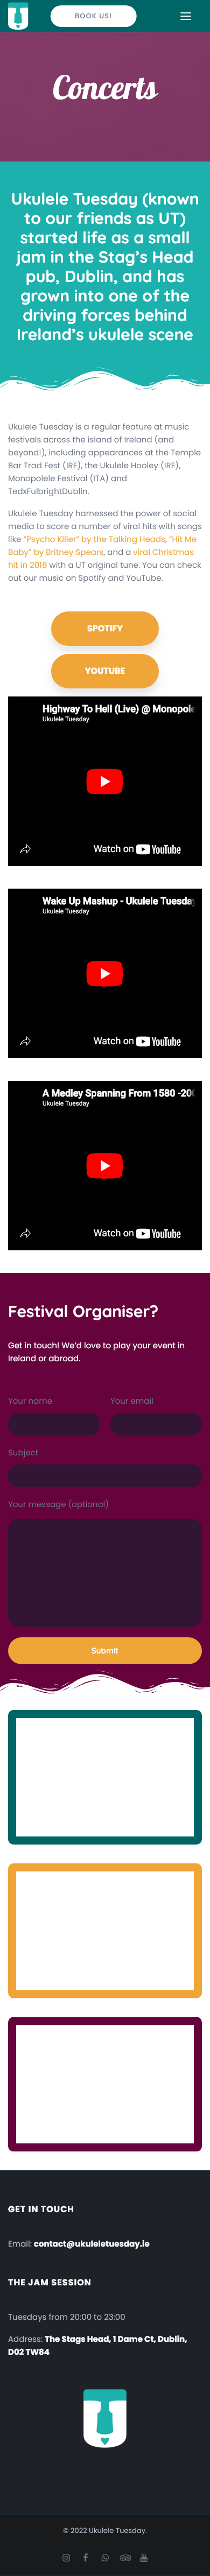 BOOK US!
Concerts
Ukulele Tuesday (known
to our friends as UT)
started life as a small
jam in the Stag’s Head
pub, Dublin, and has
grown into one of the
driving forces behind
Ireland’s ukulele scene
Ukulele Tuesday is a regular feature at music
festivals across the island of Ireland (and
beyond!), including appearances at the Temple
Bar Trad Fest (IRE), the Ukulele Hooley (IRE),
Monopolele Festival (ITA) and
TedxFulbrightDublin.
Ukulele Tuesday harnessed the power of social
media to score a number of viral hits with songs
like “Psycho Killer” by the Talking Heads, “Hit Me
Baby” by Britney Spears, and a viral Christmas
hit in 2018 with a UT original tune. You can check
out our music on Spotify and YouTube.
SPOTIFY
YOUTUBE
Highway To Hell (Live) @ Monopole
Ukulele Tuesday
Watch on YouTube
Wake Up Mashup - Ukulele Tuesday
Ukulele Tuesday
Watch on YouTube
A Medley Spanning From 1580 -200
Ukulele Tuesday
Watch on YouTube
Festival Organiser?
Get in touch! We’d love to play your event in
Ireland or abroad.
Your name Your email
Subject
Your message (optional)
Submit
GET IN TOUCH
Email: contact@ukuleletuesday.ie
THE JAM SESSION
Tuesdays from 20:00 to 23:00
Address: The Stags Head, 1 Dame Ct, Dublin,
D02 TW84
© 2022 Ukulele Tuesday.